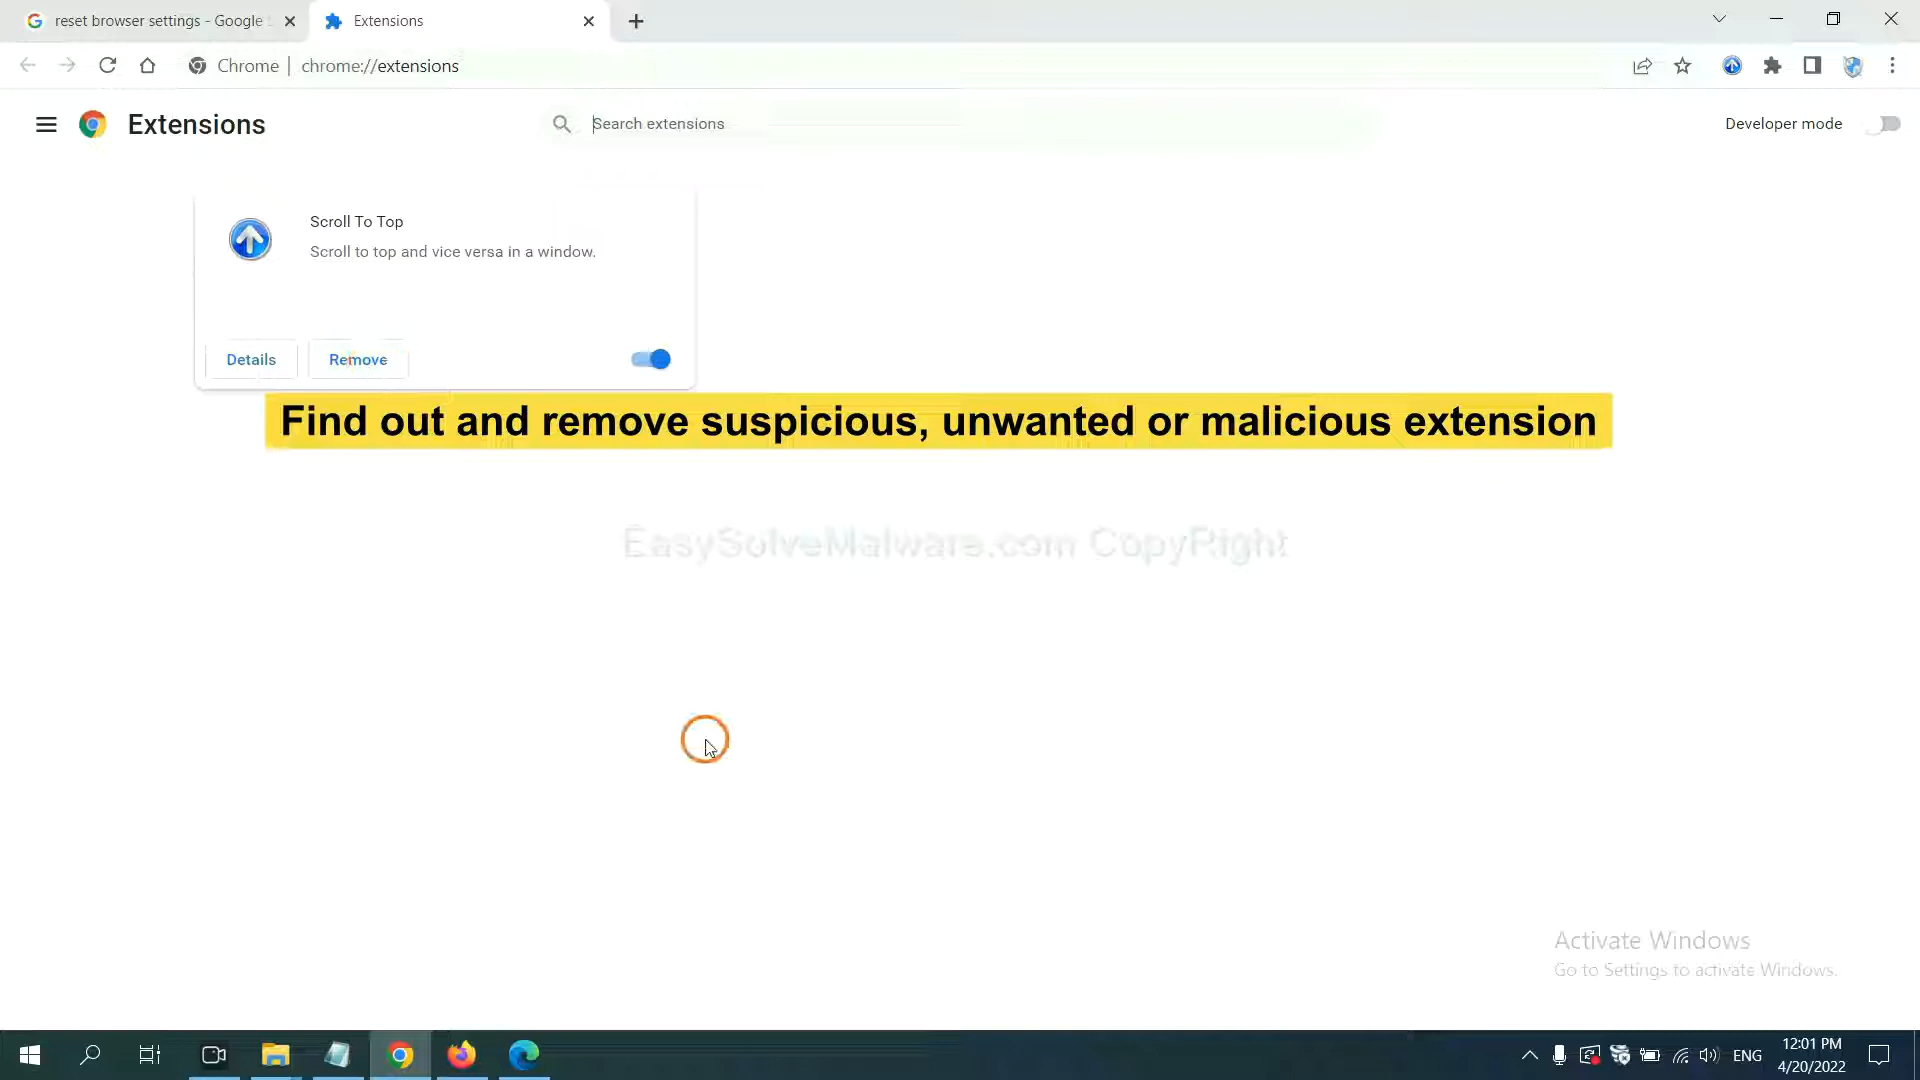 reset browser settings - Google
Extensions
Chrome
chrome://extensions
Extensions
Search extensions
Developer mode
Scroll To Top
Scroll to top and vice versa in a window.
Details
Remove
Find out and remove suspicious, unwanted or malicious extension
EasySolveMalware.com CopyRight
Activate Windows
Go to Settings to activate Windows.
ENG
12:01 PM
4/20/2022